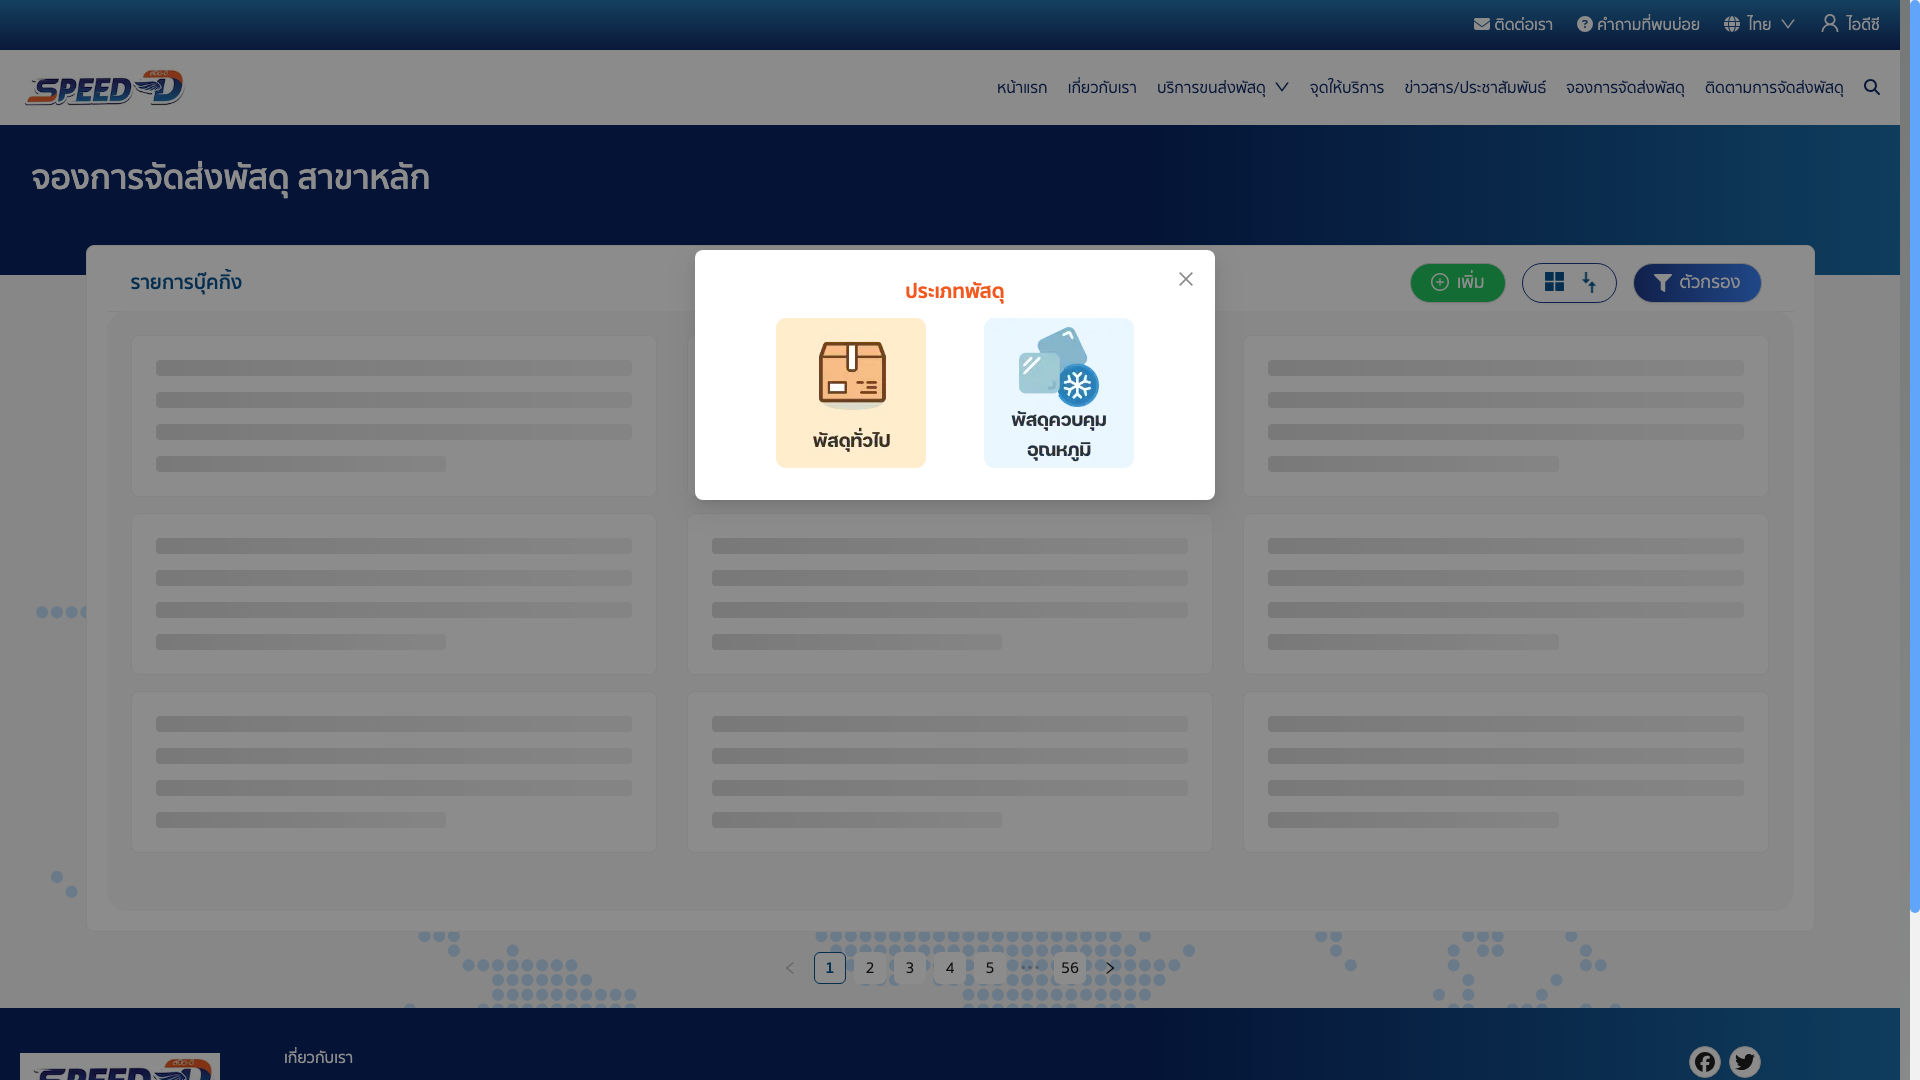 ติดต่อเรา
คำถามที่พบบ่อย
ไทย
ไอดีซี
SPEED-D
หน้าแรก
เกี่ยวกับเรา
บริการขนส่งพัสดุ
จุดให้บริการ
ข่าวสาร/ประชาสัมพันธ์
จองการจัดส่งพัสดุ
ติดตามการจัดส่งพัสดุ
จองการจัดส่งพัสดุ สาขาหลัก
รายการบุ๊คกิ้ง
เพิ่ม
ตัวกรอง
ประเภทพัสดุ
พัสดุทั่วไป
พัสดุควบคุม
อุณหภูมิ
1 2 3 4 5 ••• 56
เกี่ยวกับเรา
SPEED-D